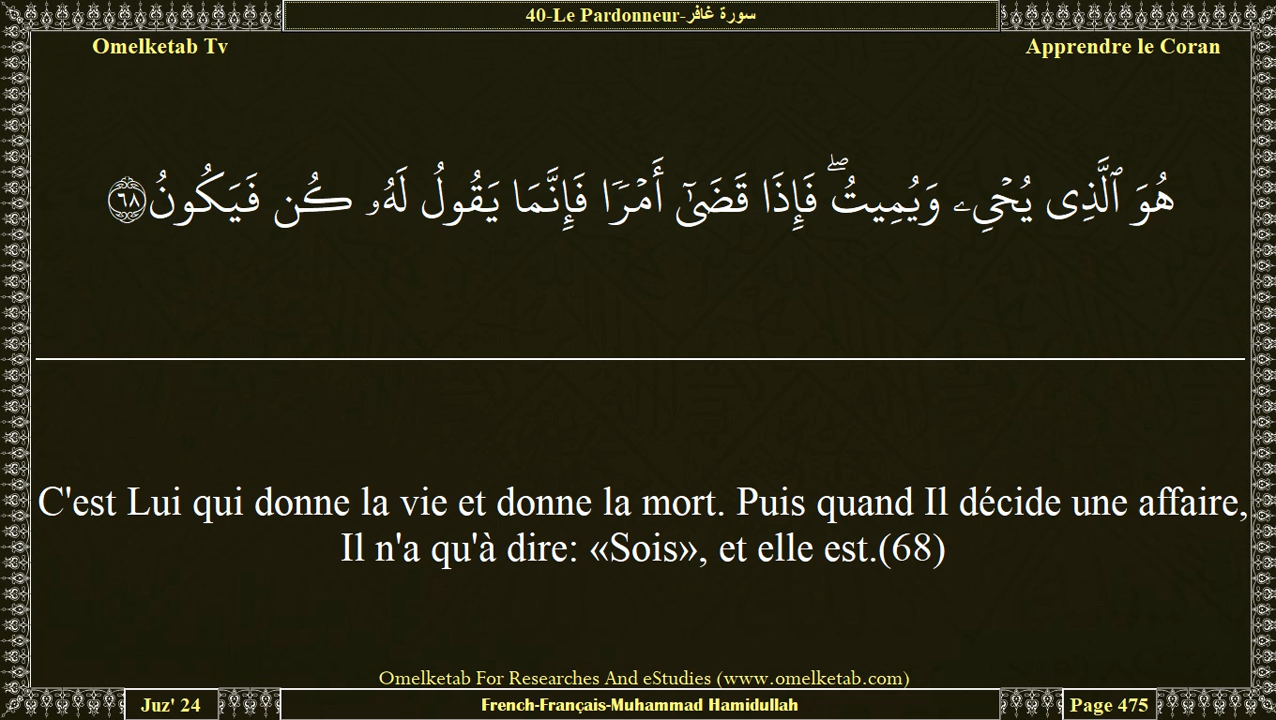 40-Le Pardonneur-سورة غافر
Omelketab Tv
Apprendre le Coran
هُوَ ٱلَّذِى يُحْىِۦ وَيُمِيتُ ۖ فَإِذَا قَضَىٰٓ أَمْرًا فَإِنَّمَا يَقُولُ لَهُۥ كُن فَيَكُونُ ٦٨
C'est Lui qui donne la vie et donne la mort. Puis quand Il décide une affaire,
Il n'a qu'à dire: «Sois», et elle est.(68)
Omelketab For Researches And eStudies (www.omelketab.com)
Juz' 24
French-Français-Muhammad Hamidullah
Page 475